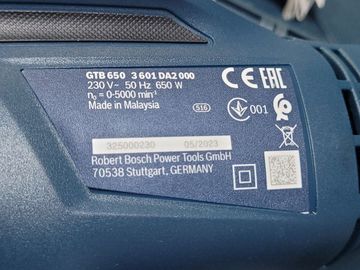 GTB 650 3 601 DA2 000
230 V~ 50 Hz 650 W
n₀ = 0-5000 min⁻¹
Made in Malaysia
516
CE EAC
001
325000230 05/2023
Robert Bosch Power Tools GmbH
70538 Stuttgart, GERMANY